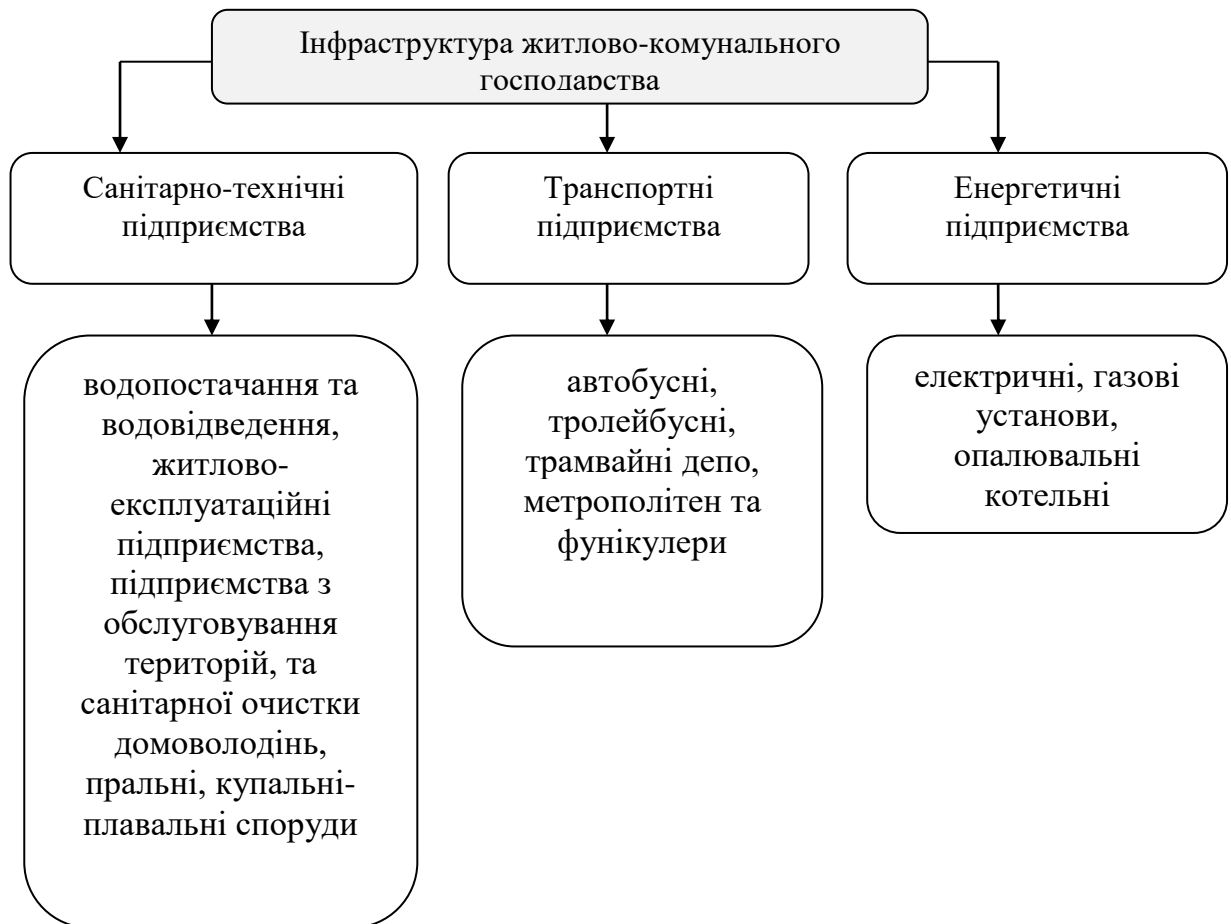 Інфраструктура житлово-комунального
господарства
Санітарно-технічні
підприємства
Транспортні
підприємства
Енергетичні
підприємства
водопостачання та
водовідведення,
житлово-
експлуатаційні
підприємства,
підприємства з
обслуговування
територій, та
санітарної очистки
домоволодінь,
пральні, купальні-
плавальні споруди
автобусні,
тролейбусні,
трамвайні депо,
метрополітен та
фунікулери
електричні, газові
установи,
опалювальні
котельні